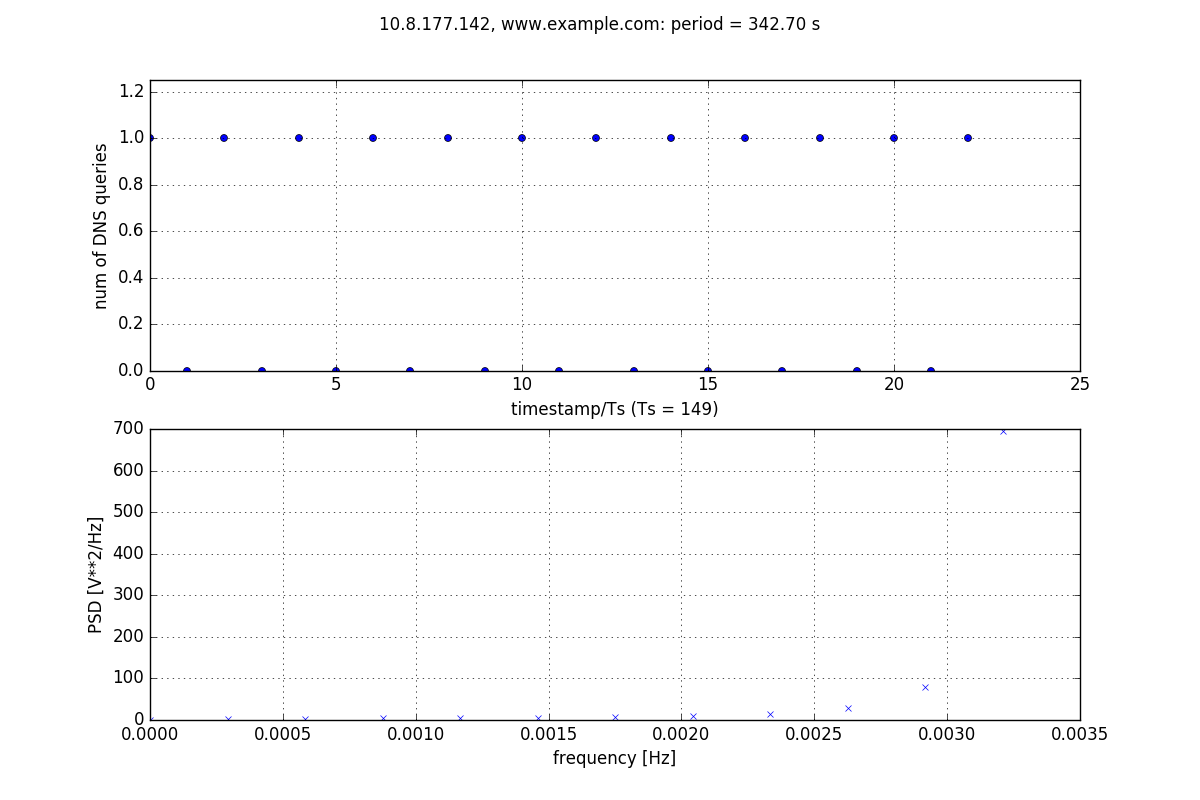 10.8.177.142, www.example.com: period = 342.70 s
1.2
1.0
0.8
0.6
0.4
0.2
0.0
num of DNS queries
0 5 10 15 20 25
timestamp/Ts (Ts = 149)
700
600
500
400
300
200
100
0
PSD [V**2/Hz]
0.0000 0.0005 0.0010 0.0015 0.0020 0.0025 0.0030 0.0035
frequency [Hz]